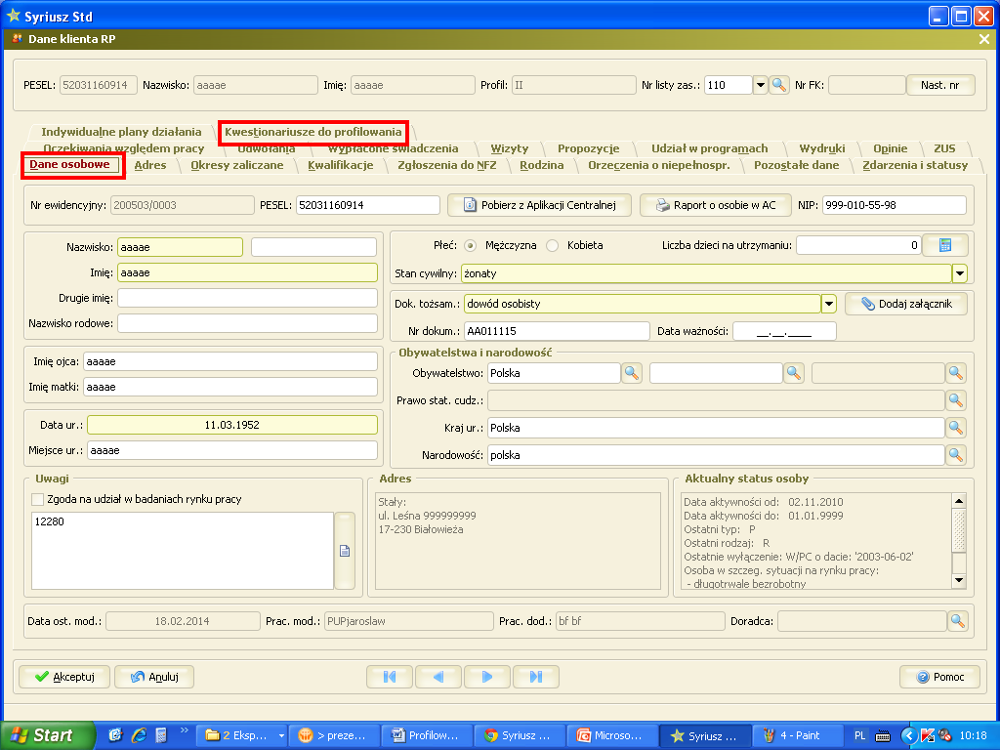 Syriusz Std
Dane klienta RP
PESEL: 52031160914 Nazwisko: aaaae Imię: aaaae Profil: II Nr listy zas.: 110 Nr FK: Nast. nr
Indywidualne plany działania Kwestionariusze do profilowania
Oczekiwania względem pracy Odwołania Wypłacone świadczenia Wizyty Propozycje Udział w programach Wydruki Opinie ZUS
Dane osobowe Adres Okresy zaliczane Kwalifikacje Zgłoszenia do NFZ Rodzina Orzeczenia o niepełnospr. Pozostałe dane Zdarzenia i statusy
Nr ewidencyjny: 200503/0003 PESEL: 52031160914 Pobierz z Aplikacji Centralnej Raport o osobie w AC NIP: 999-010-55-98
Nazwisko: aaaae
Imię: aaaae
Drugie imię:
Nazwisko rodowe:
Płeć: Mężczyzna Kobieta Liczba dzieci na utrzymaniu: 0
Stan cywilny: żonaty
Dok. tożsam.: dowód osobisty Dodaj załącznik
Nr dokum.: AA011115 Data ważności: __.__.____
Imię ojca: aaaae
Imię matki: aaaae
Data ur.: 11.03.1952
Miejsce ur.: aaaae
Obywatelstwa i narodowość
Obywatelstwo: Polska
Prawo stat. cudz.:
Kraj ur.: Polska
Narodowość: polska
Uwagi
Zgoda na udział w badaniach rynku pracy
12280
Adres
Stały:
ul. Leśna 999999999
17-230 Białowieża
Aktualny status osoby
Data aktywności od: 02.11.2010
Data aktywności do: 01.01.9999
Ostatni typ: P
Ostatni rodzaj: R
Ostatnie wyłączenie: W/PC o dacie: '2003-06-02'
Osoba w szczeg. sytuacji na rynku pracy:
- długotrwale bezrobotny
Data ost. mod.: 18.02.2014 Prac. mod.: PUPjaroslaw Prac. dod.: bf bf Doradca:
Akceptuj Anuluj Pomoc
Start 2 Eksp... > preze... Profilow... Syriusz ... Microso... Syriusz ... 4 - Paint PL 10:18